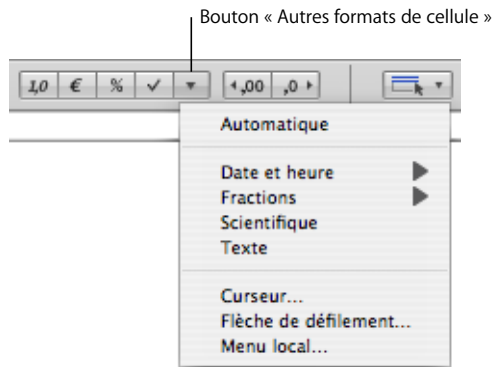 Bouton « Autres formats de cellule »
1,0 € % ,00 ,0
Automatique
Date et heure
Fractions
Scientifique
Texte
Curseur...
Flèche de défilement...
Menu local...